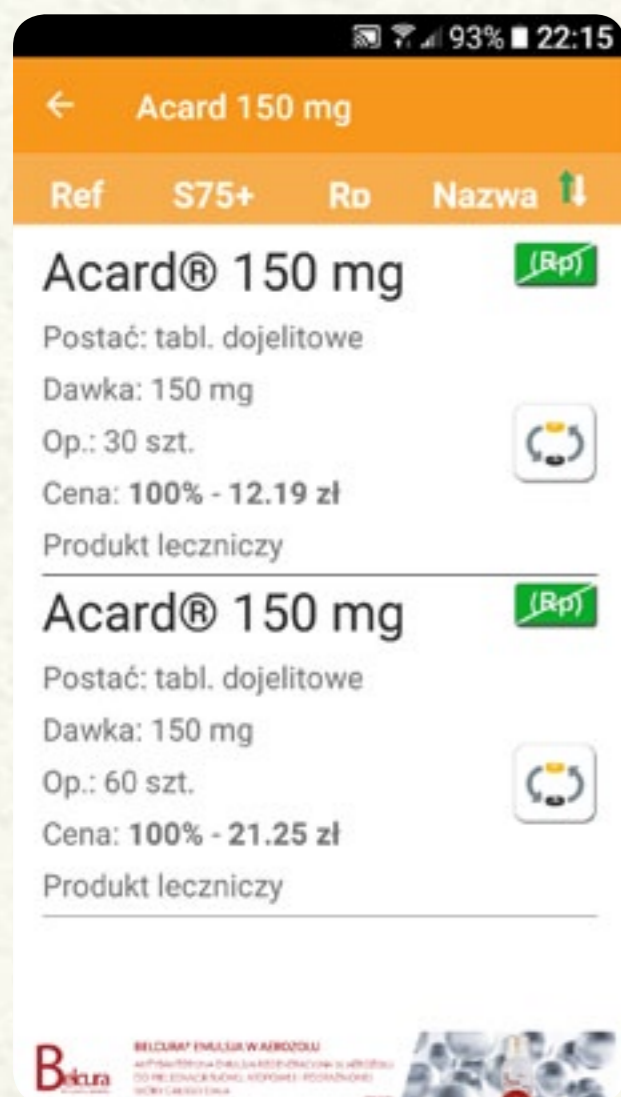 93% 22:15
Acard 150 mg
Ref S75+ Rp Nazwa
Acard® 150 mg (Rp)
Postać: tabl. dojelitowe
Dawka: 150 mg
Op.: 30 szt.
Cena: 100% - 12.19 zł
Produkt leczniczy
Acard® 150 mg (Rp)
Postać: tabl. dojelitowe
Dawka: 150 mg
Op.: 60 szt.
Cena: 100% - 21.25 zł
Produkt leczniczy
Belcura
BELCURA® EMULSJA W AEROZOLU